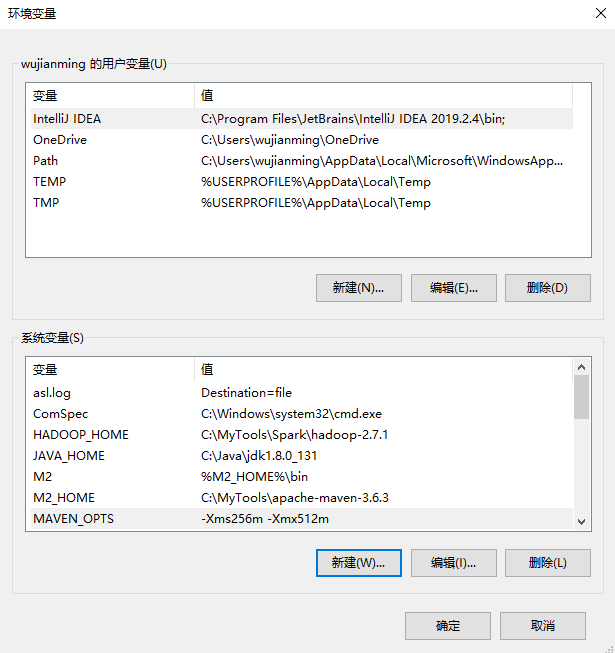 环境变量
wujianming 的用户变量(U)
变量 值
IntelliJ IDEA C:\Program Files\JetBrains\IntelliJ IDEA 2019.2.4\bin;
OneDrive C:\Users\wujianming\OneDrive
Path C:\Users\wujianming\AppData\Local\Microsoft\WindowsApp...
TEMP %USERPROFILE%\AppData\Local\Temp
TMP %USERPROFILE%\AppData\Local\Temp
新建(N)... 编辑(E)... 删除(D)
系统变量(S)
变量 值
asl.log Destination=file
ComSpec C:\Windows\system32\cmd.exe
HADOOP_HOME C:\MyTools\Spark\hadoop-2.7.1
JAVA_HOME C:\Java\jdk1.8.0_131
M2 %M2_HOME%\bin
M2_HOME C:\MyTools\apache-maven-3.6.3
MAVEN_OPTS -Xms256m -Xmx512m
新建(W)... 编辑(I)... 删除(L)
确定 取消